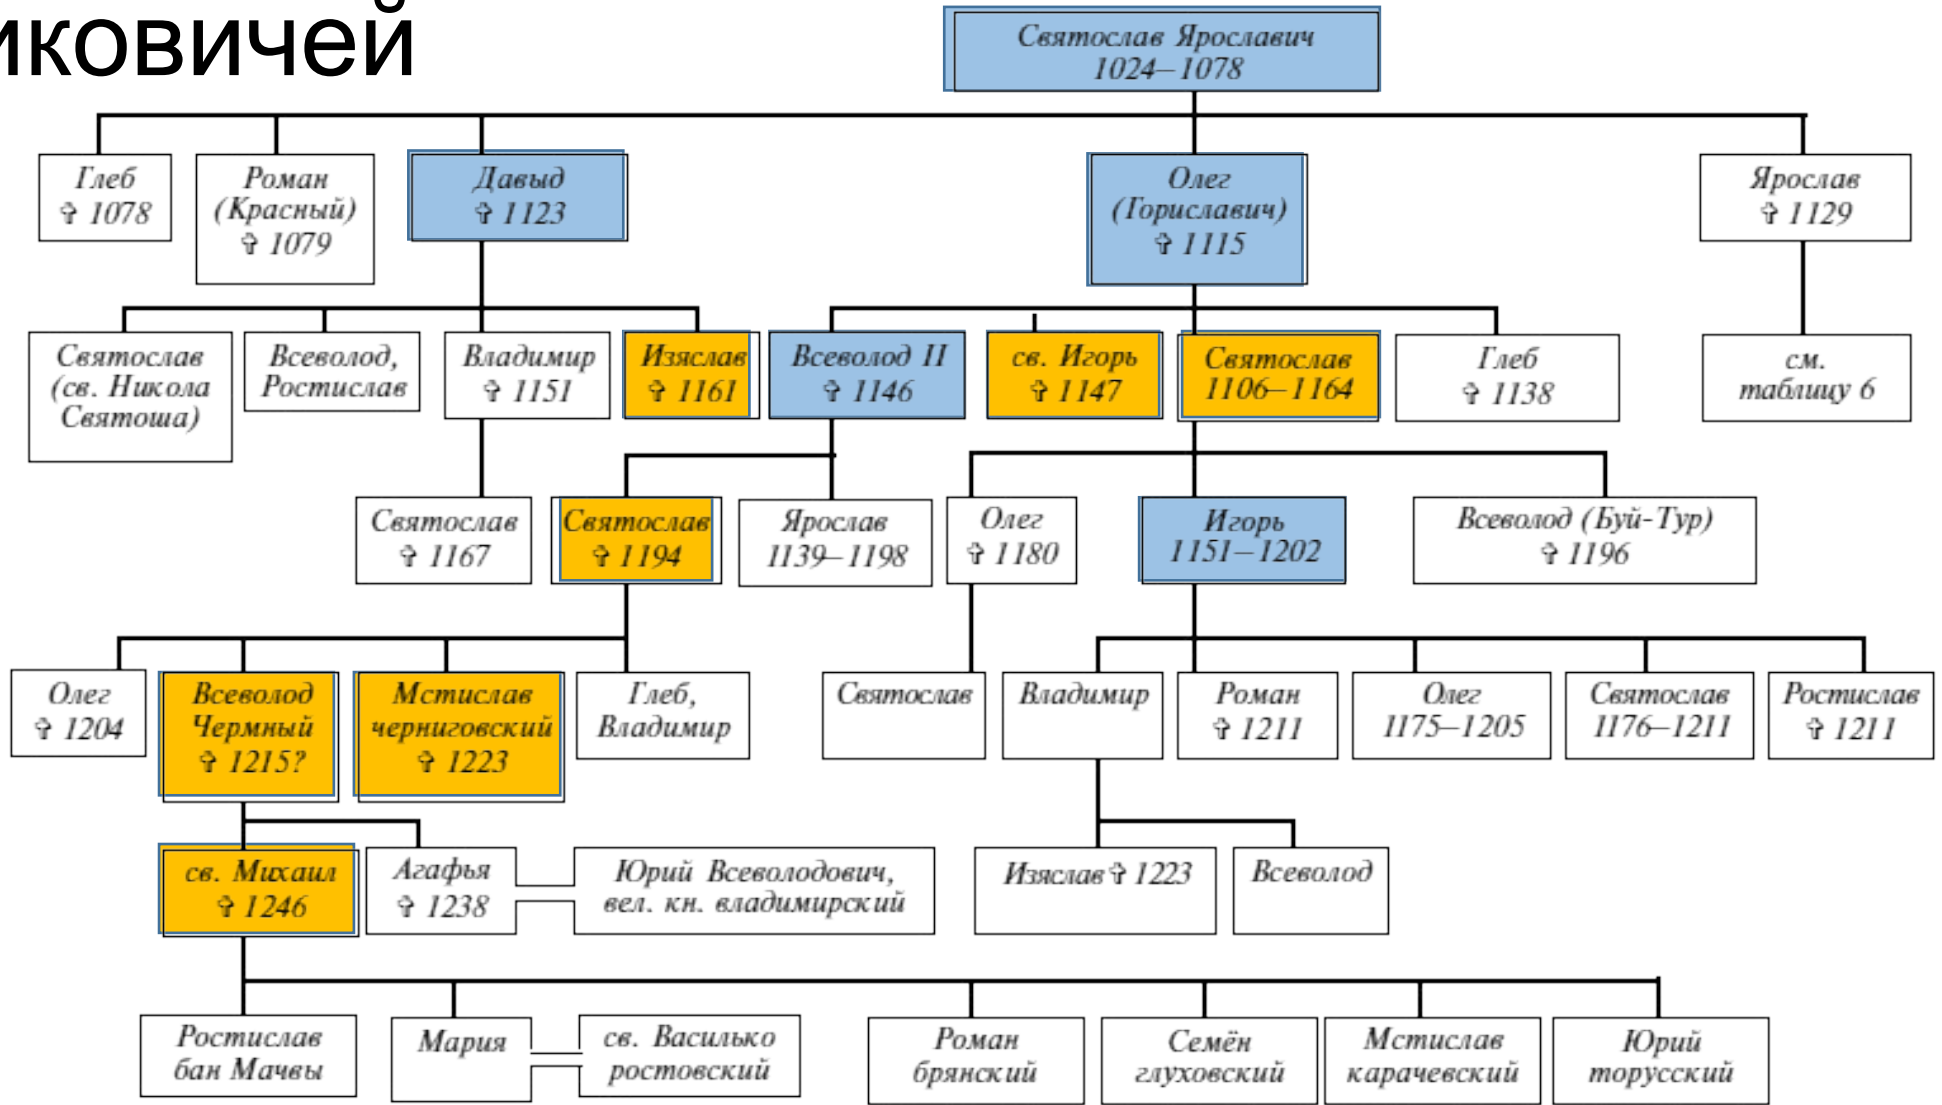 иковичей
Святослав Ярославич
1024–1078
Глеб
✞ 1078
Роман
(Красный)
✞ 1079
Давыд
✞ 1123
Олег
(Гориславич)
✞ 1115
Ярослав
✞ 1129
Святослав
(св. Никола
Святоша)
Всеволод,
Ростислав
Владимир
✞ 1151
Изяслав
✞ 1161
Всеволод II
✞ 1146
св. Игорь
✞ 1147
Святослав
1106–1164
Глеб
✞ 1138
см.
таблицу 6
Святослав
✞ 1167
Святослав
✞ 1194
Ярослав
1139–1198
Олег
✞ 1180
Игорь
1151–1202
Всеволод (Буй-Тур)
✞ 1196
Олег
✞ 1204
Всеволод
Чермный
✞ 1215?
Мстислав
черниговский
✞ 1223
Глеб,
Владимир
Святослав
Владимир
Роман
✞ 1211
Олег
1175–1205
Святослав
1176–1211
Ростислав
✞ 1211
св. Михаил
✞ 1246
Агафья
✞ 1238
Юрий Всеволодович,
вел. кн. владимирский
Изяслав ✞ 1223
Всеволод
Ростислав
бан Мачвы
Мария
св. Василько
ростовский
Роман
брянский
Семён
глуховский
Мстислав
карачевский
Юрий
торусский